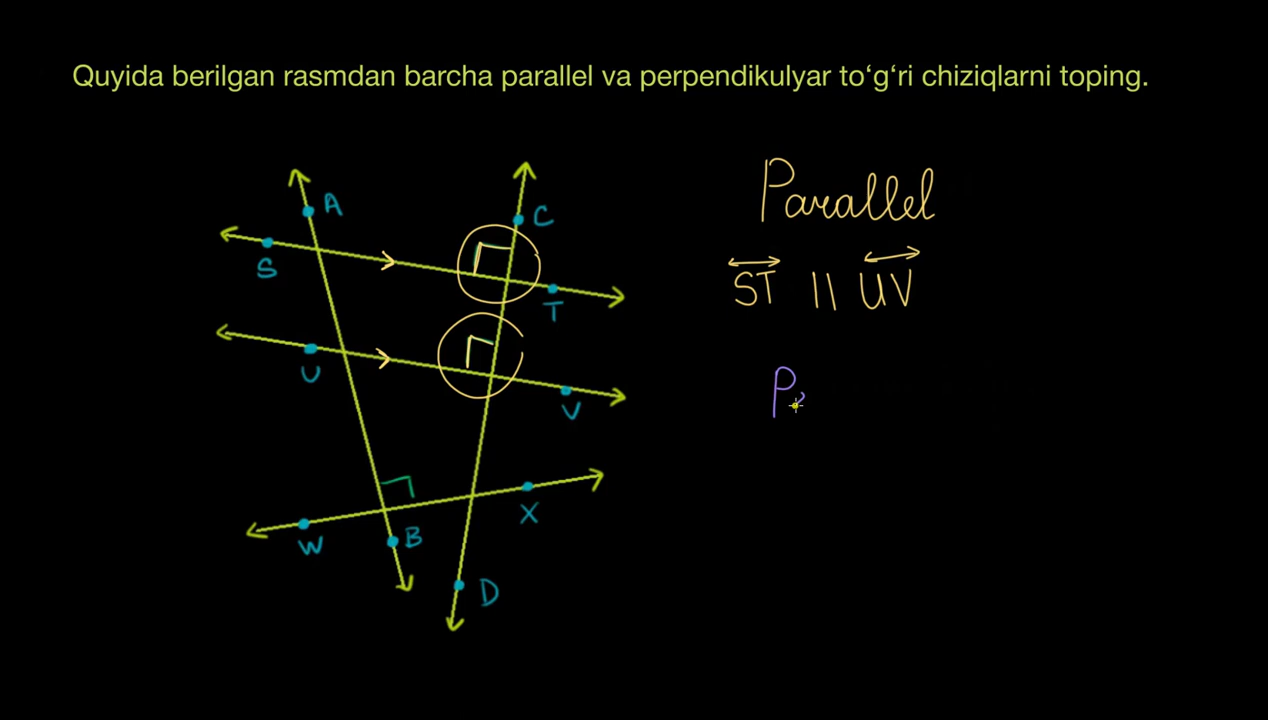 Quyida berilgan rasmdan barcha parallel va perpendikulyar to‘g‘ri chiziqlarni toping.
Parallel
ST || UV
A
C
S
T
U
V
W
B
X
D
P